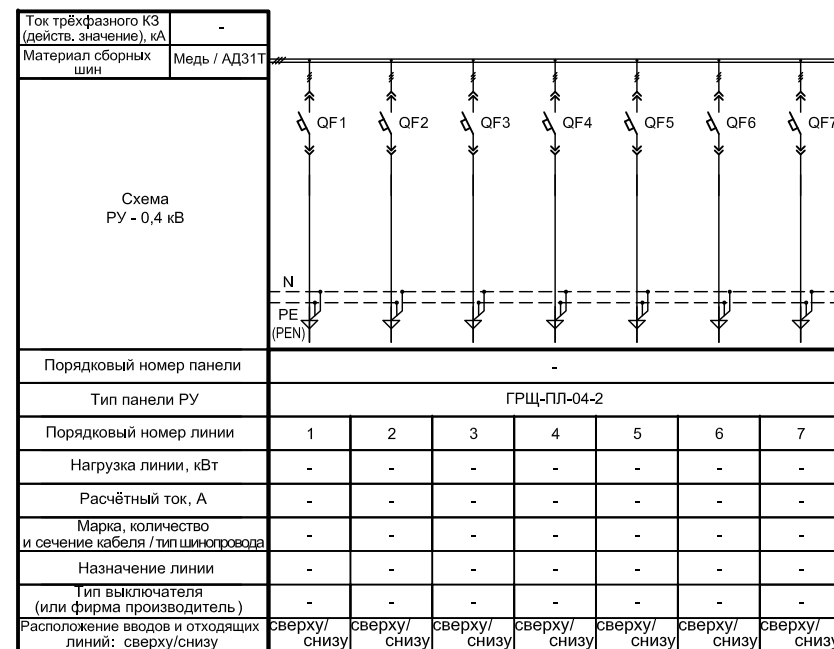 Ток трёхфазного КЗ
(действ. значение), кА
-
Материал сборных
шин
Медь / АД31Т
QF1 QF2 QF3 QF4 QF5 QF6 QF7
Схема
РУ - 0,4 кВ
N
PE
(PEN)
Порядковый номер панели -
Тип панели РУ ГРЩ-ПЛ-04-2
Порядковый номер линии 1 2 3 4 5 6 7
Нагрузка линии, кВт - - - - - - -
Расчётный ток, А - - - - - - -
Марка, количество
и сечение кабеля / тип шинопровода - - - - - - -
Назначение линии - - - - - - -
Тип выключателя
(или фирма производитель) - - - - - - -
Расположение вводов и отходящих
линий: сверху/снизу
сверху/ сверху/ сверху/ сверху/ сверху/ сверху/ сверху/
снизу снизу снизу снизу снизу снизу снизу